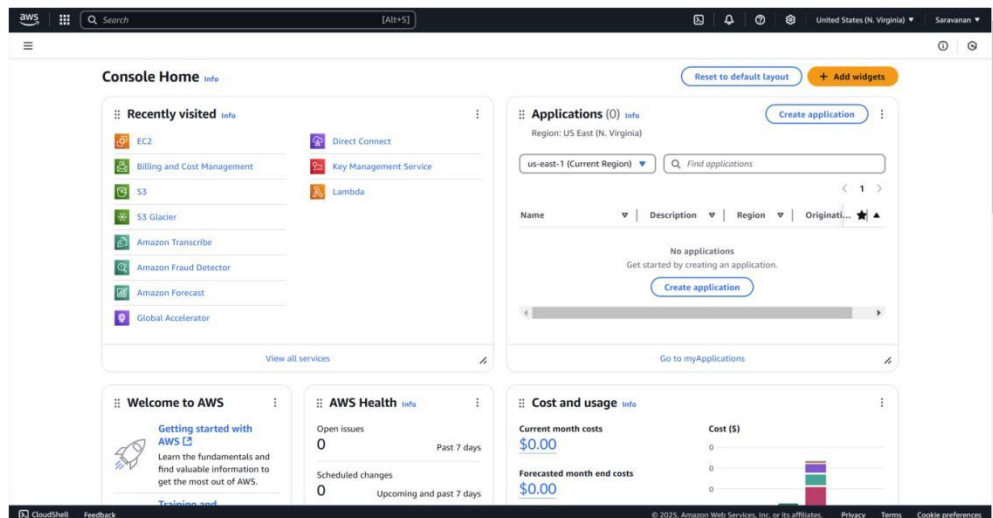 aws
Search [Alt+S]
United States (N. Virginia) ▼
Saravanan ▼
Console Home Info
Reset to default layout
+ Add widgets
Recently visited Info
EC2
Billing and Cost Management
S3
S3 Glacier
Amazon Transcribe
Amazon Fraud Detector
Amazon Forecast
Global Accelerator
Direct Connect
Key Management Service
Lambda
View all services
Applications (0) Info
Create application
Region: US East (N. Virginia)
us-east-1 (Current Region) ▼
Find applications
1
Name Description Region Originati...
No applications
Get started by creating an application.
Create application
Go to myApplications
Welcome to AWS
Getting started with
AWS
Learn the fundamentals and
find valuable information to
get the most out of AWS.
Training and
AWS Health Info
Open issues
0 Past 7 days
Scheduled changes
0 Upcoming and past 7 days
Cost and usage Info
Current month costs
$0.00
Forecasted month end costs
$0.00
Cost ($)
0
0
0
CloudShell Feedback
© 2025, Amazon Web Services, Inc. or its affiliates. Privacy Terms Cookie preferences